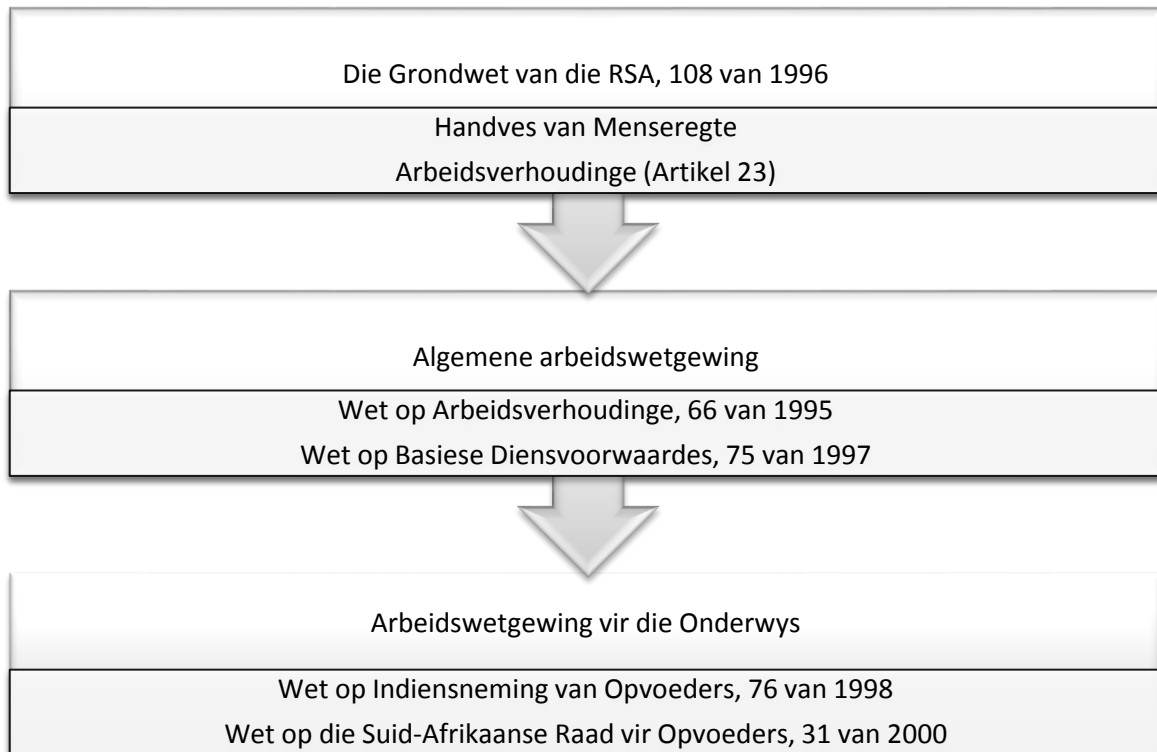 Die Grondwet van die RSA, 108 van 1996
Handves van Menseregte
Arbeidsverhoudinge (Artikel 23)
Algemene arbeidswetgewing
Wet op Arbeidsverhoudinge, 66 van 1995
Wet op Basiese Diensvoorwaardes, 75 van 1997
Arbeidswetgewing vir die Onderwys
Wet op Indiensneming van Opvoeders, 76 van 1998
Wet op die Suid-Afrikaanse Raad vir Opvoeders, 31 van 2000